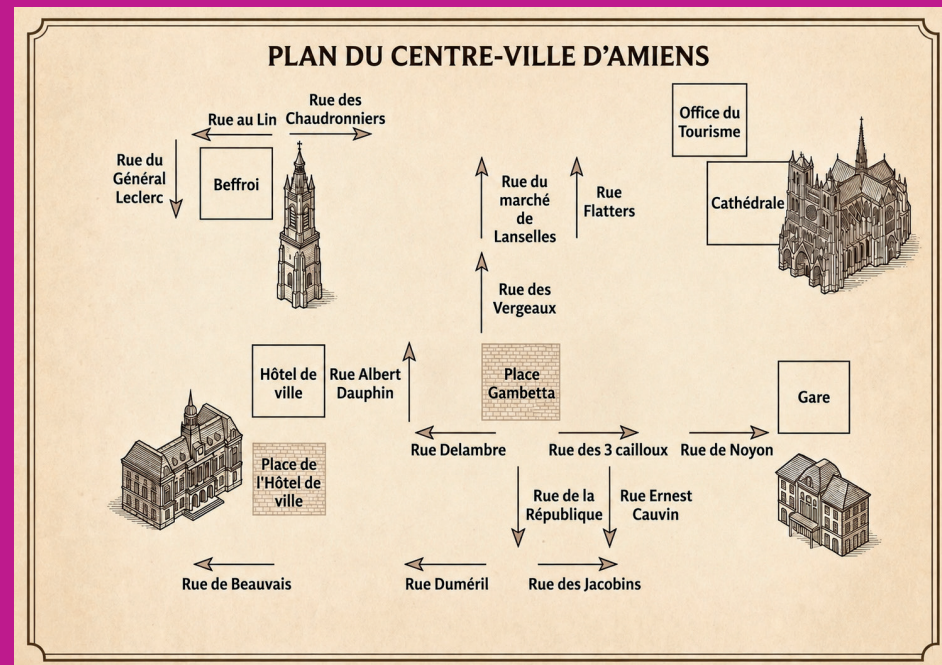 PLAN DU CENTRE-VILLE D’AMIENS
Rue au Lin
Rue des
Chaudronniers
Office du
Tourisme
Rue du
Général
Leclerc
Beffroi
Rue du
marché
de
Lanselles
Rue
Flatters
Cathédrale
Rue des
Vergeaux
Hôtel de
ville
Rue Albert
Dauphin
Place
Gambetta
Gare
Rue Delambre
Rue des 3 cailloux
Rue de Noyon
Place de
l'Hôtel de
ville
Rue de la
République
Rue Ernest
Cauvin
Rue de Beauvais
Rue Duméril
Rue des Jacobins